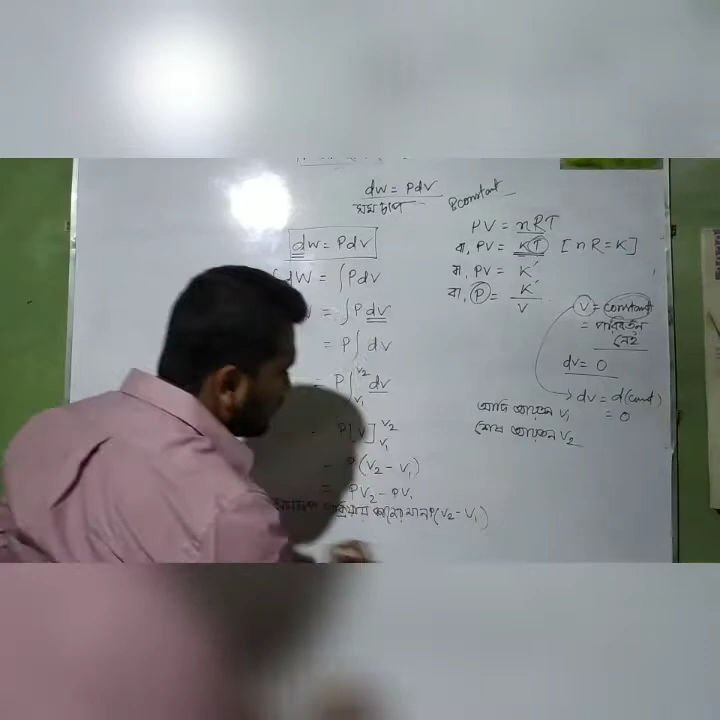 dw = Pdv
সমচাপ
P constant
dw = Pdv
∫dw = ∫Pdv
= ∫P dv
= P∫dv
= P∫ᵥ₁ⱽ² dv
P[v]ᵥ₁ⱽ²
P(V₂ - V₁)
= PV₂ - PV₁
মান P(V₂ - V₁)
PV = nRT
বা, PV = KT [nR = K]
বা, PV = K′
বা, P = K′/V
V = constant
= পরিবর্তন
নেই
dv = 0
dv = d(const)
= 0
আদি আয়তন V₁
শেষ আয়তন V₂